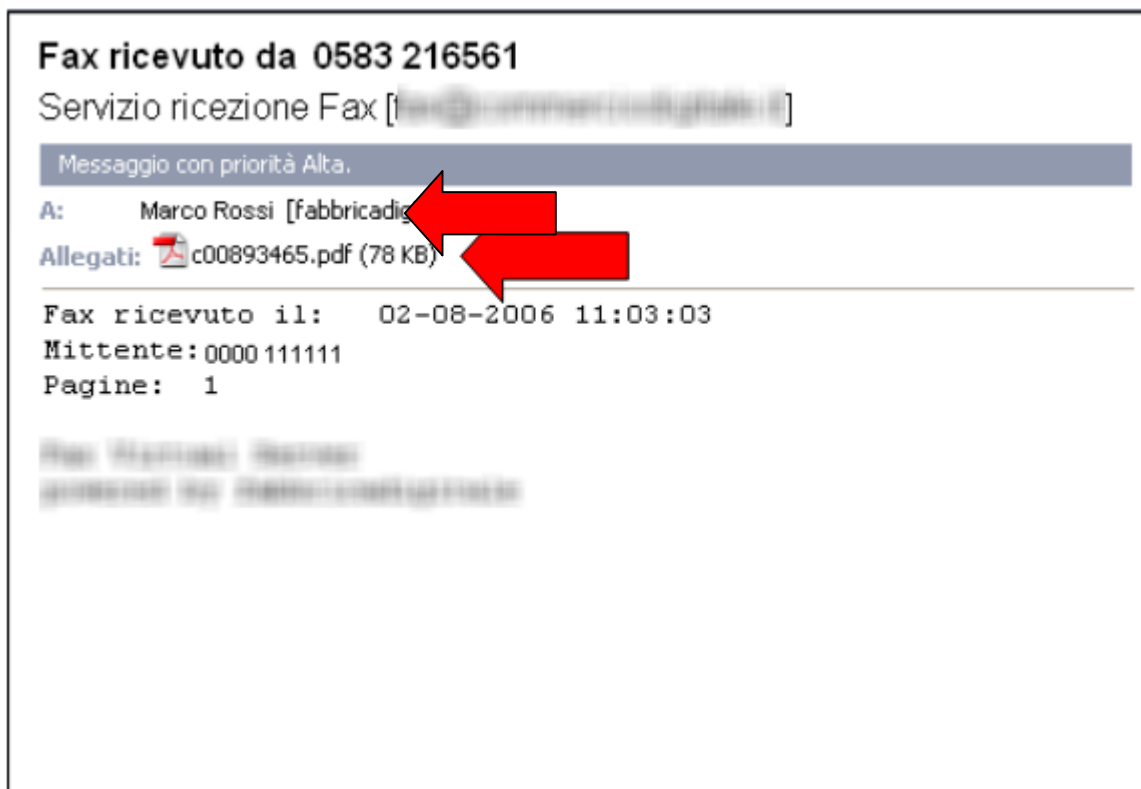 Fax ricevuto da 0583 216561
Servizio ricezione Fax [
Messaggio con priorità Alta.
A: Marco Rossi [fabbricadig
Allegati: c00893465.pdf (78 KB)
Fax ricevuto il: 02-08-2006 11:03:03
Mittente: 0000 111111
Pagine: 1